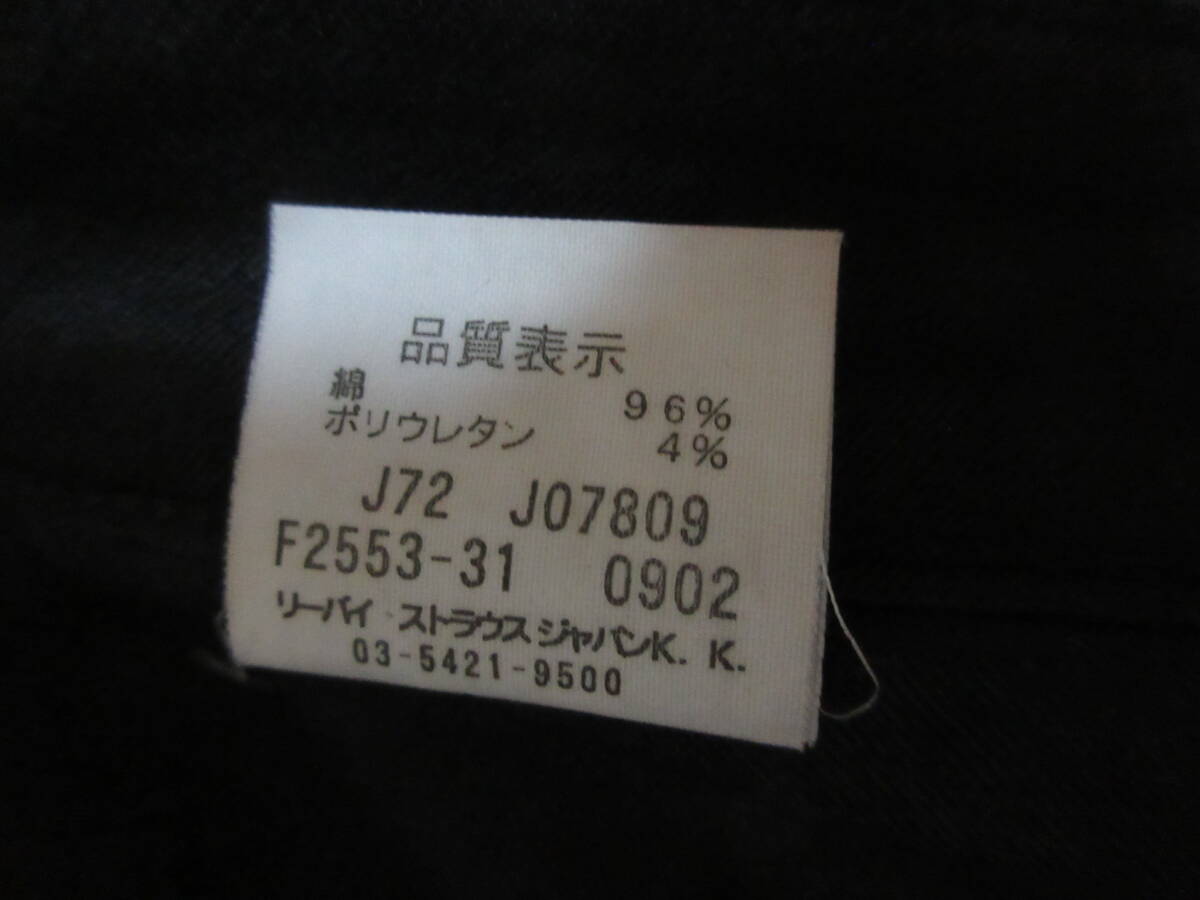 品質表示
綿 96%
ポリウレタン 4%
J72 J07809
F2553-31 0902
リーバイ ストラウスジャパンK. K.
03-5421-9500